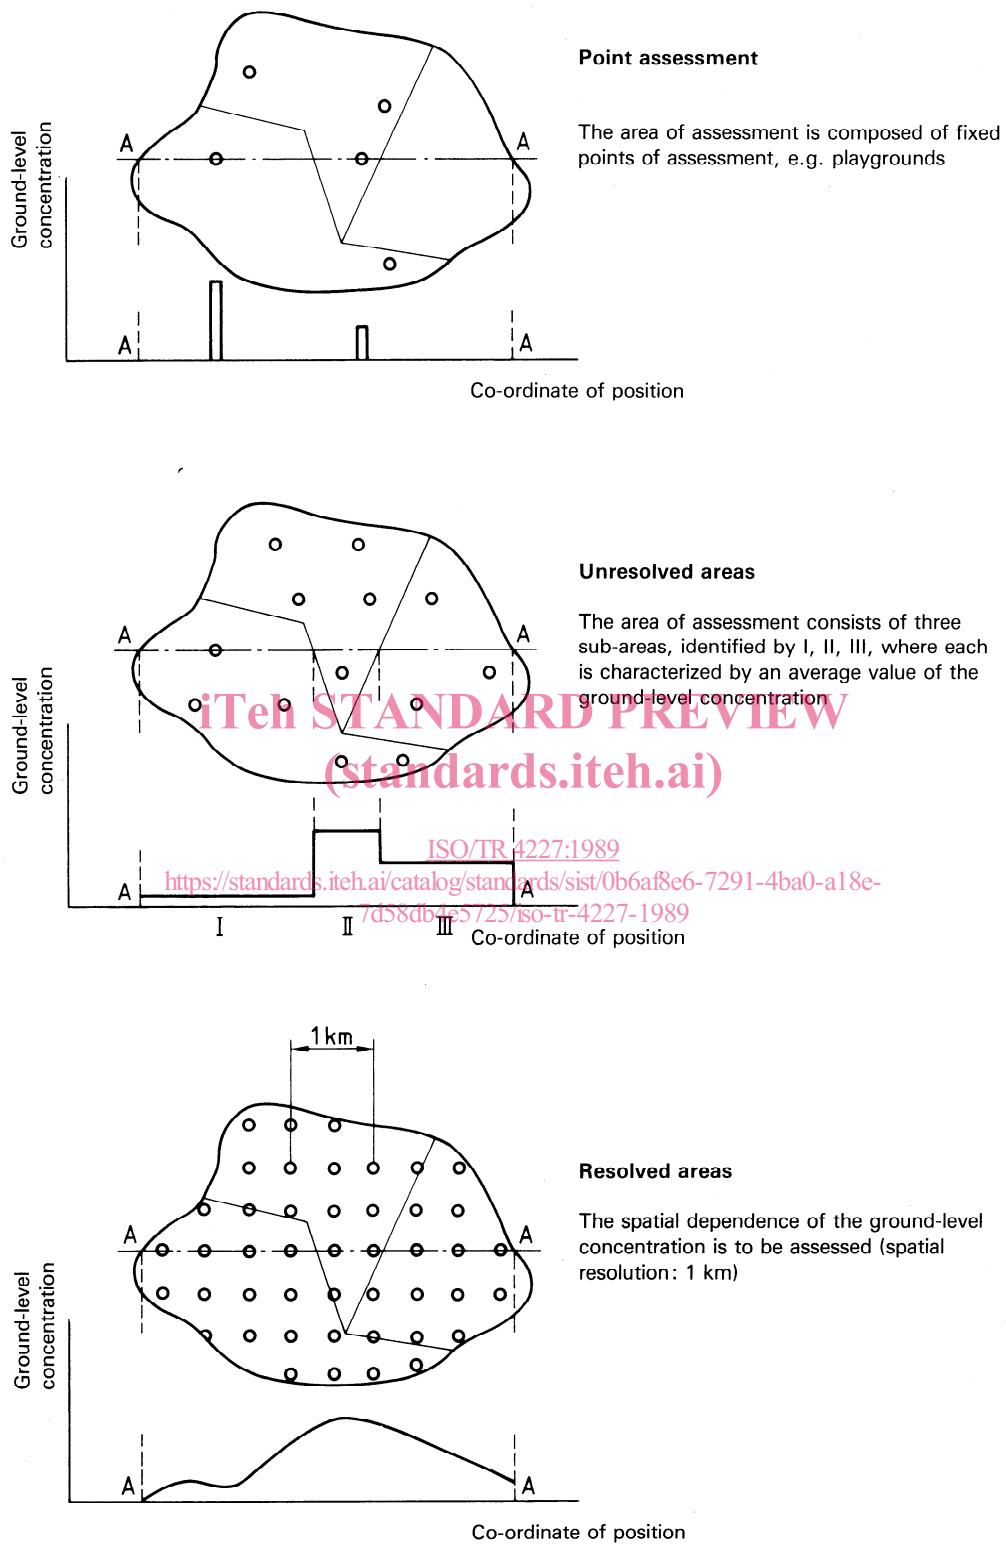 Point assessment
The area of assessment is composed of fixed
points of assessment, e.g. playgrounds
A
A
Ground-level
concentration
A
A
Co-ordinate of position
Unresolved areas
The area of assessment consists of three
sub-areas, identified by I, II, III, where each
is characterized by an average value of the
ground-level concentration
A
A
Ground-level
concentration
iTeh STANDARD PREVIEW
(standards.iteh.ai)
ISO/TR 4227:1989
https://standards.iteh.ai/catalog/standards/sist/0b6af8e6-7291-4ba0-a18e-
7d58db4e5725/iso-tr-4227-1989
A
A
I
II
III
Co-ordinate of position
1 km
Resolved areas
The spatial dependence of the ground-level
concentration is to be assessed (spatial
resolution: 1 km)
A
A
Ground-level
concentration
A
A
Co-ordinate of position